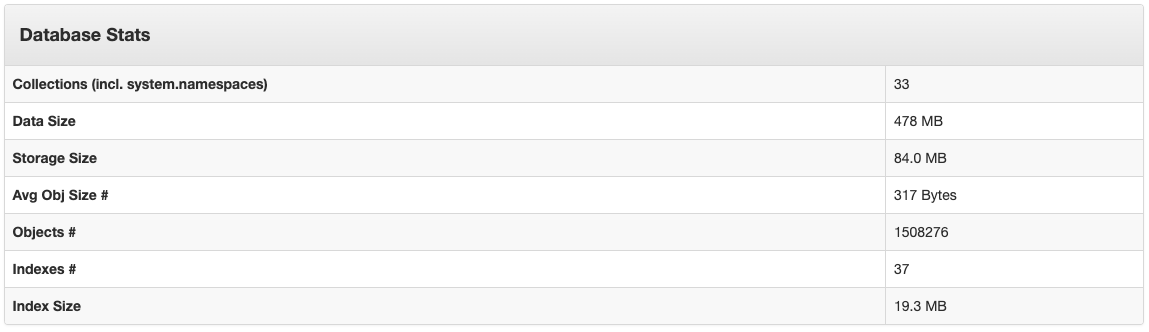 Database Stats
Collections (incl. system.namespaces) 33
Data Size 478 MB
Storage Size 84.0 MB
Avg Obj Size # 317 Bytes
Objects # 1508276
Indexes # 37
Index Size 19.3 MB